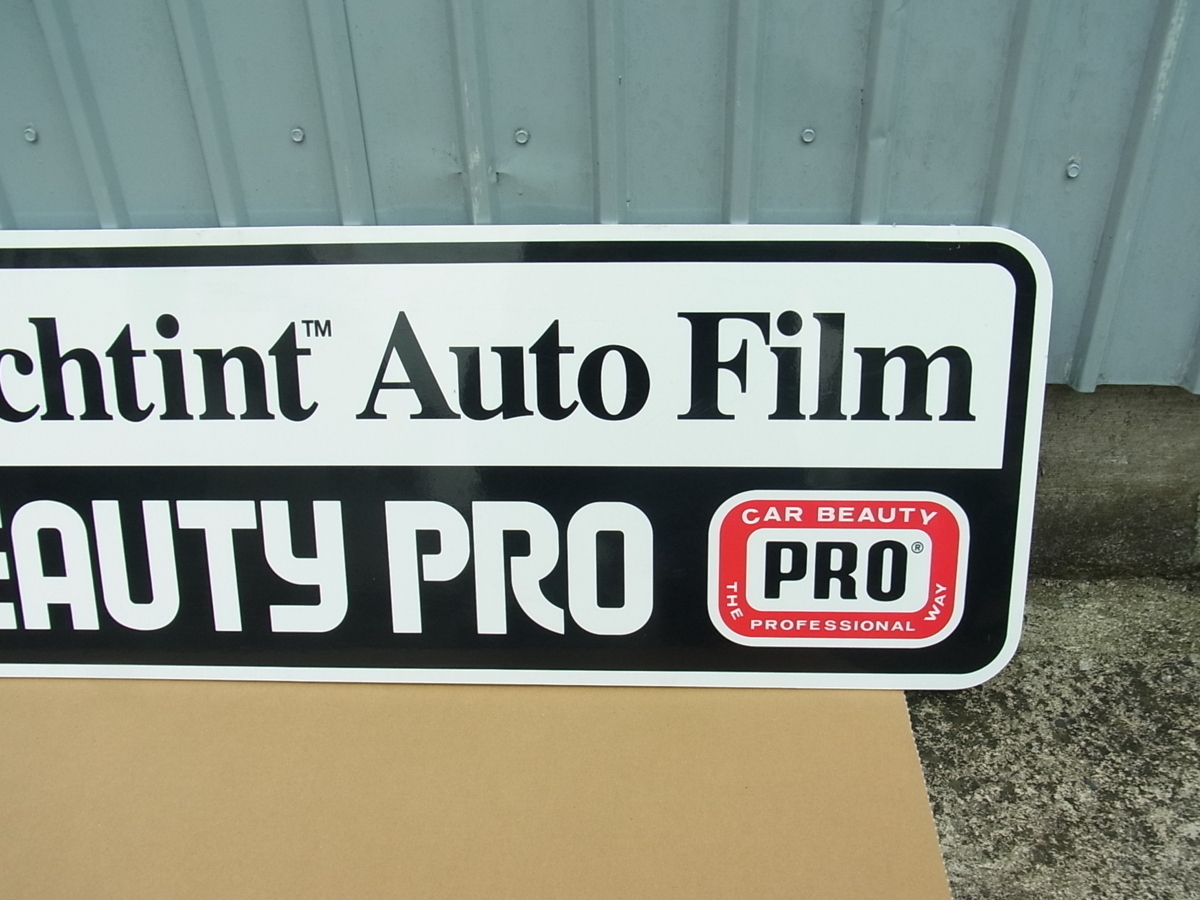 chtint™ Auto Film
EAUTY PRO
CAR BEAUTY
PRO®
THE PROFESSIONAL WAY